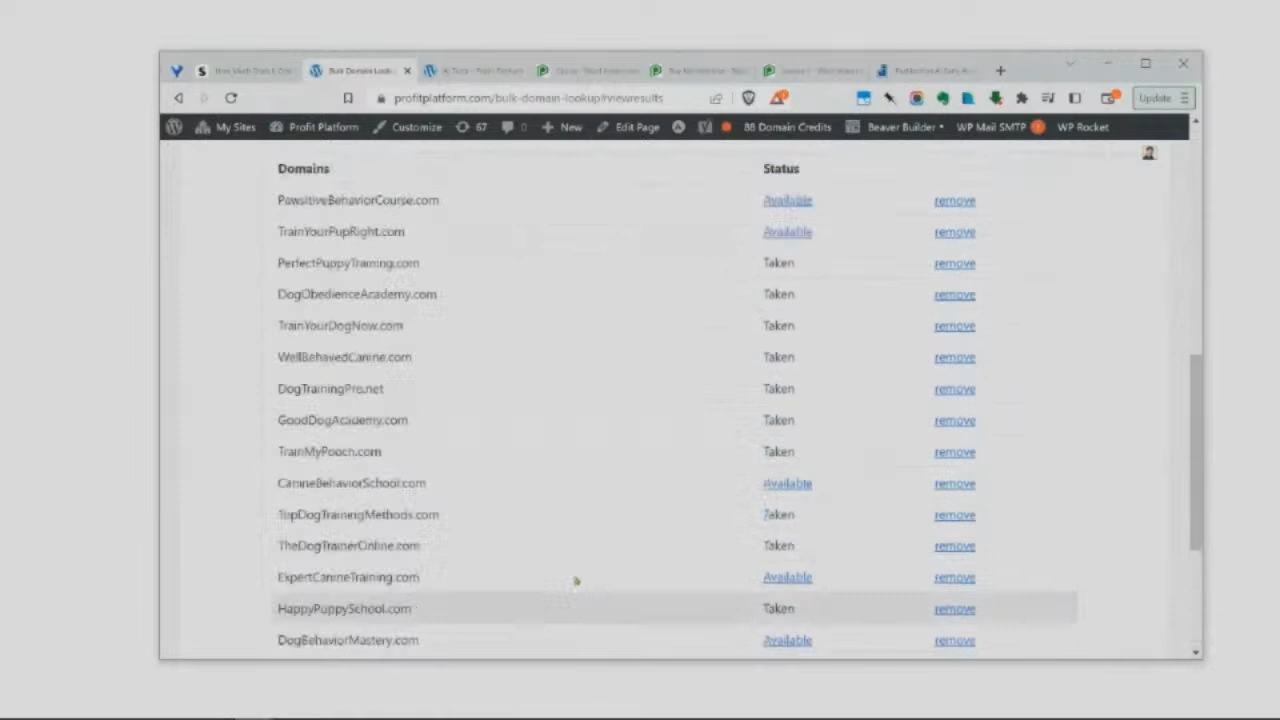 Bulk Domain Look
profitplatform.com/bulk-domain-lookup/#viewresults
Update
My Sites Profit Platform Customize 67 0 New Edit Page 88 Domain Credits Beaver Builder WP Mail SMTP WP Rocket
Domains Status
PawsitiveBehaviorCourse.com Available remove
TrainYourPupRight.com Available remove
PerfectPuppyTraining.com Taken remove
DogObedienceAcademy.com Taken remove
TrainYourDogNow.com Taken remove
WellBehavedCanine.com Taken remove
DogTrainingPro.net Taken remove
GoodDogAcademy.com Taken remove
TrainMyPooch.com Taken remove
CanineBehaviorSchool.com Available remove
TopDogTrainingMethods.com Taken remove
TheDogTrainerOnline.com Taken remove
ExpertCanineTraining.com Available remove
HappyPuppySchool.com Taken remove
DogBehaviorMastery.com Available remove